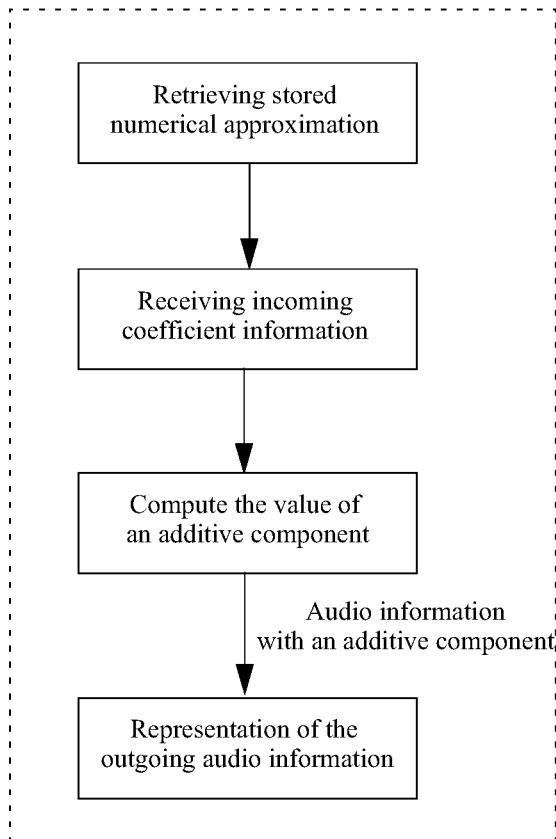 Retrieving stored
numerical approximation
Receiving incoming
coefficient information
Compute the value of
an additive component
Audio information
with an additive component
Representation of the
outgoing audio information